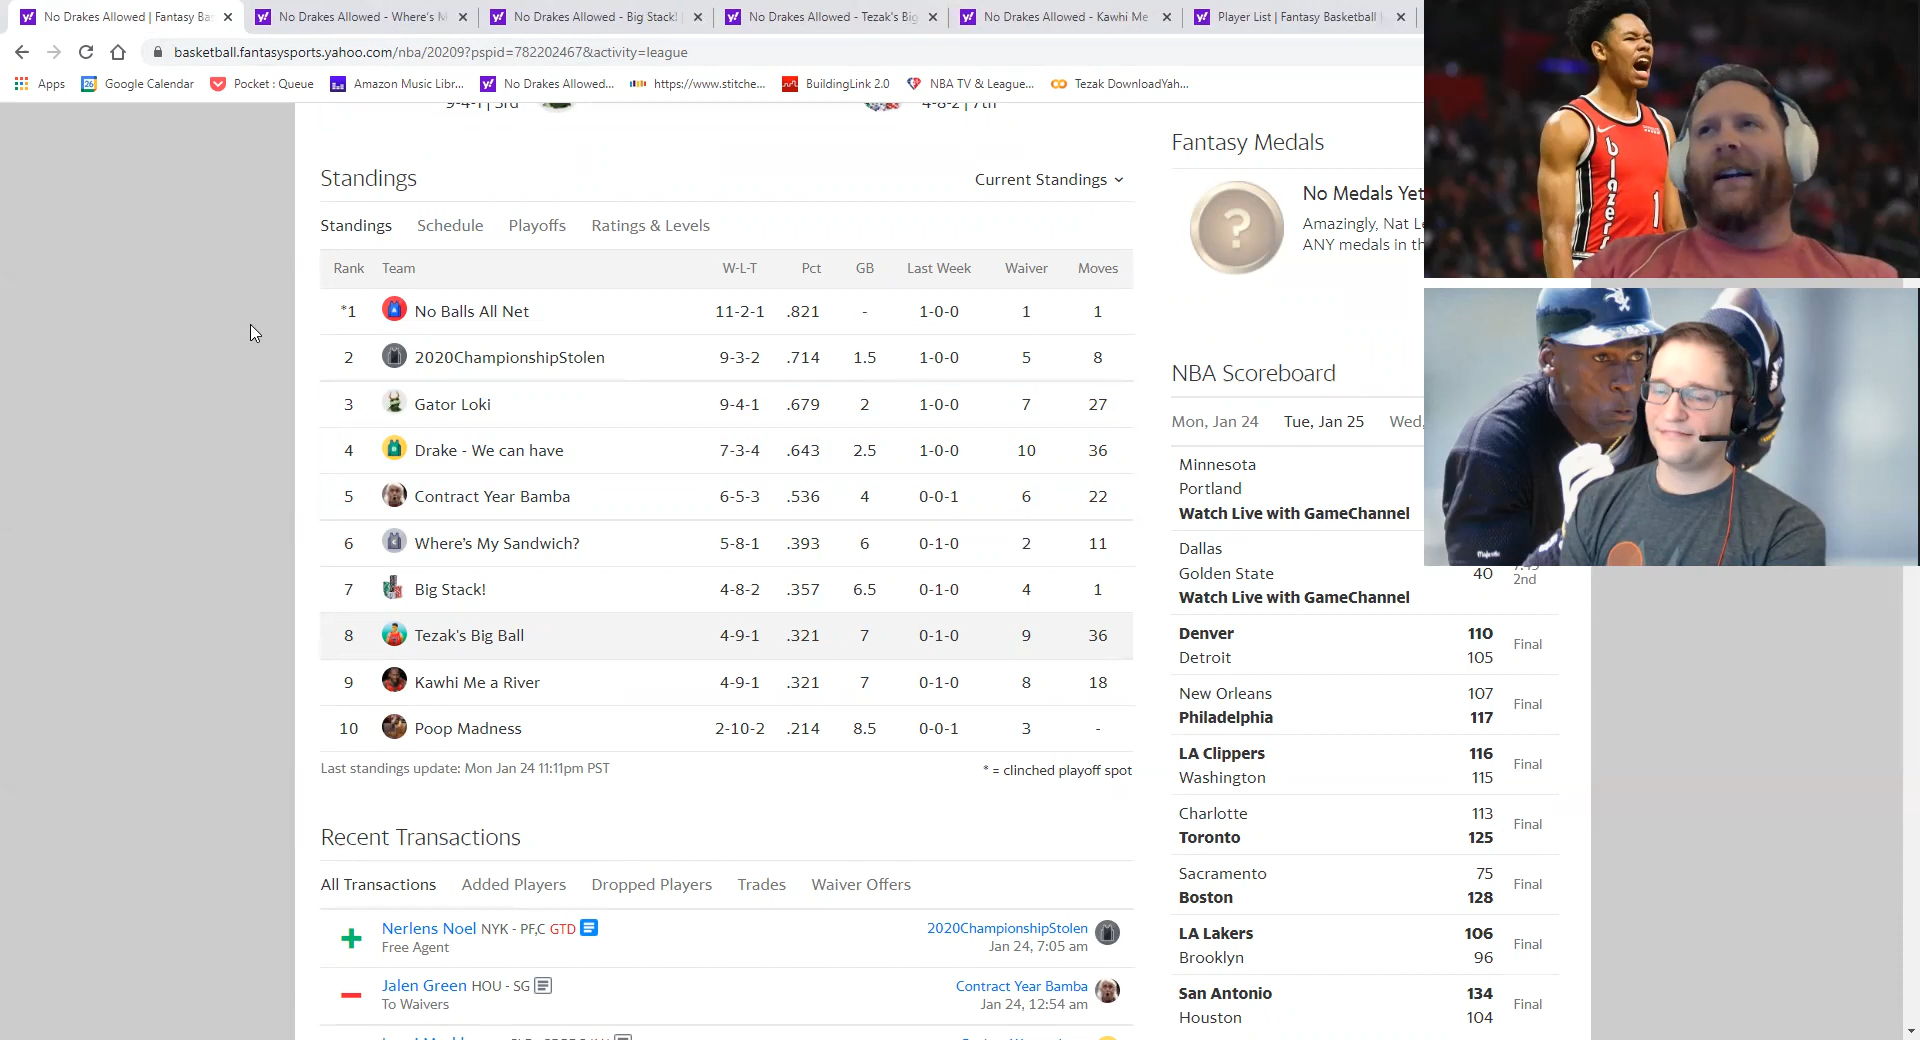 No Drakes Allowed | Fantasy Ba
No Drakes Allowed - Where's M
No Drakes Allowed - Big Stack!
No Drakes Allowed - Tezak's Big
No Drakes Allowed - Kawhi Me
Player List | Fantasy Basketball
basketball.fantasysports.yahoo.com/nba/20209?pspid=782202467&activity=league
Apps
26 Google Calendar
Pocket : Queue
Amazon Music Libr...
No Drakes Allowed...
https://www.stitche...
BuildingLink 2.0
NBA TV & League...
Tezak DownloadYah...
9-4-1 | 3rd
4-8-2 | 7th
Standings
Current Standings
Standings Schedule Playoffs Ratings & Levels
Rank Team W-L-T Pct GB Last Week Waiver Moves
*1 No Balls All Net 11-2-1 .821 - 1-0-0 1 1
2 2020ChampionshipStolen 9-3-2 .714 1.5 1-0-0 5 8
3 Gator Loki 9-4-1 .679 2 1-0-0 7 27
4 Drake - We can have 7-3-4 .643 2.5 1-0-0 10 36
5 Contract Year Bamba 6-5-3 .536 4 0-0-1 6 22
6 Where's My Sandwich? 5-8-1 .393 6 0-1-0 2 11
7 Big Stack! 4-8-2 .357 6.5 0-1-0 4 1
8 Tezak's Big Ball 4-9-1 .321 7 0-1-0 9 36
9 Kawhi Me a River 4-9-1 .321 7 0-1-0 8 18
10 Poop Madness 2-10-2 .214 8.5 0-0-1 3 -
Last standings update: Mon Jan 24 11:11pm PST
* = clinched playoff spot
Recent Transactions
All Transactions Added Players Dropped Players Trades Waiver Offers
Nerlens Noel NYK - PF,C GTD
Free Agent
2020ChampionshipStolen
Jan 24, 7:05 am
Jalen Green HOU - SG
To Waivers
Contract Year Bamba
Jan 24, 12:54 am
Fantasy Medals
?
No Medals Yet
Amazingly, Nat Le
ANY medals in th
NBA Scoreboard
Mon, Jan 24 Tue, Jan 25 Wed,
Minnesota
Portland
Watch Live with GameChannel
Dallas
Golden State 40
2nd
Watch Live with GameChannel
Denver 110
Detroit 105
Final
New Orleans 107
Philadelphia 117
Final
LA Clippers 116
Washington 115
Final
Charlotte 113
Toronto 125
Final
Sacramento 75
Boston 128
Final
LA Lakers 106
Brooklyn 96
Final
San Antonio 134
Houston 104
Final
blazers
1
Majestic